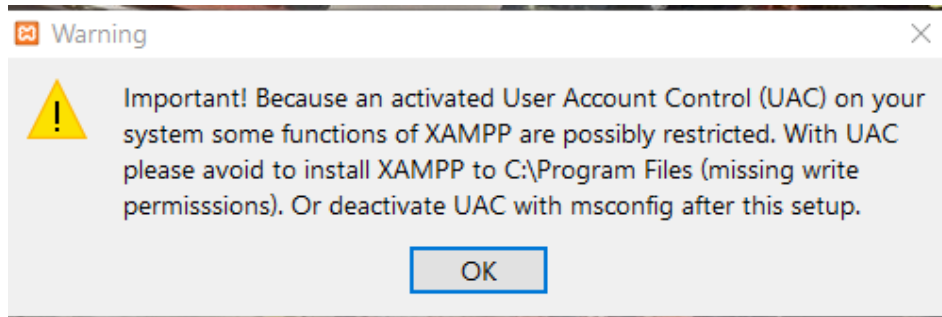 Warning
Important! Because an activated User Account Control (UAC) on your
system some functions of XAMPP are possibly restricted. With UAC
please avoid to install XAMPP to C:\Program Files (missing write
permisssions). Or deactivate UAC with msconfig after this setup.
OK